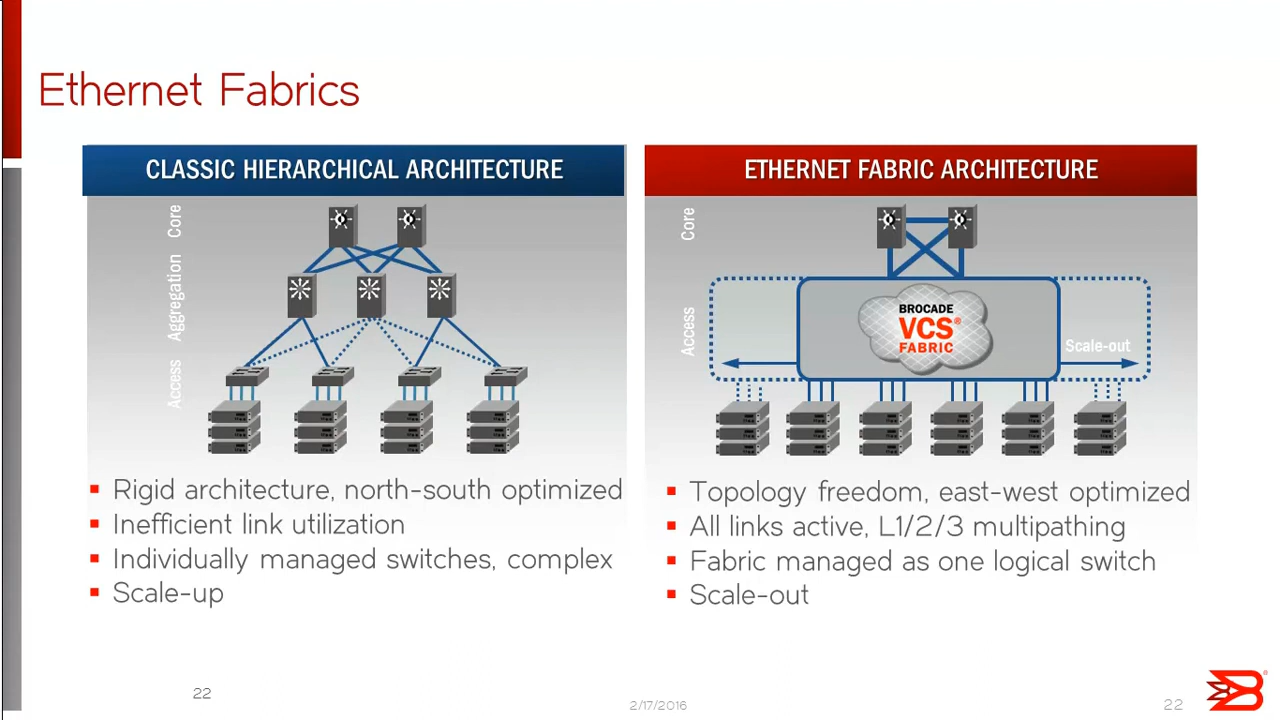 Ethernet Fabrics
CLASSIC HIERARCHICAL ARCHITECTURE
Core
Aggregation
Access
▪ Rigid architecture, north-south optimized
▪ Inefficient link utilization
▪ Individually managed switches, complex
▪ Scale-up
ETHERNET FABRIC ARCHITECTURE
Core
Access
BROCADE
VCS®
FABRIC
Scale-out
▪ Topology freedom, east-west optimized
▪ All links active, L1/2/3 multipathing
▪ Fabric managed as one logical switch
▪ Scale-out
22
2/17/2016
22